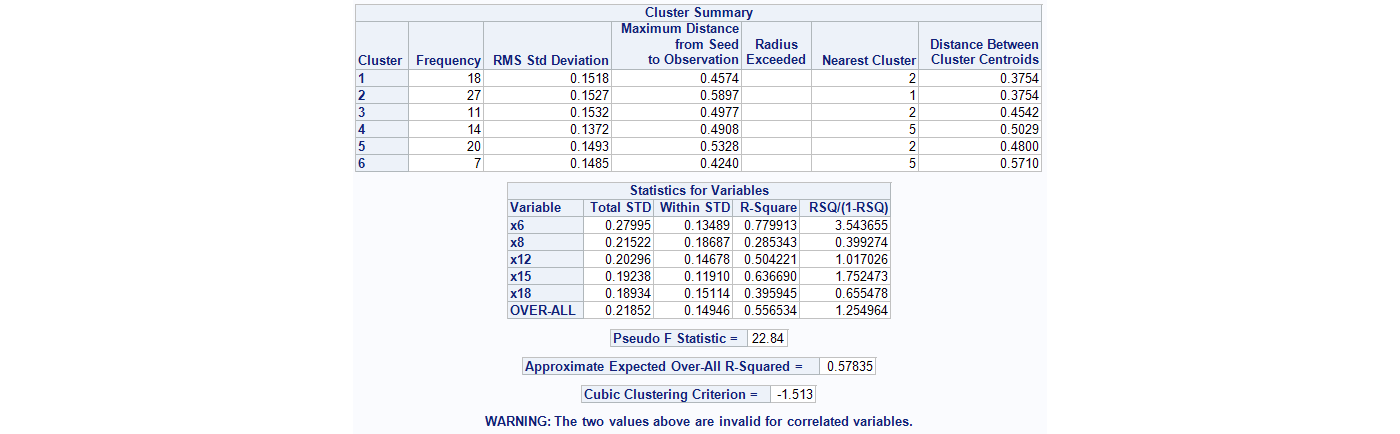 Cluster Summary
Cluster Frequency RMS Std Deviation Maximum Distance from Seed to Observation Radius Exceeded Nearest Cluster Distance Between Cluster Centroids
1 18 0.1518 0.4574 2 0.3754
2 27 0.1527 0.5897 1 0.3754
3 11 0.1532 0.4977 2 0.4542
4 14 0.1372 0.4908 5 0.5029
5 20 0.1493 0.5328 2 0.4800
6 7 0.1485 0.4240 5 0.5710
Statistics for Variables
Variable Total STD Within STD R-Square RSQ/(1-RSQ)
x6 0.27995 0.13489 0.779913 3.543655
x8 0.21522 0.18687 0.285343 0.399274
x12 0.20296 0.14678 0.504221 1.017026
x15 0.19238 0.11910 0.636690 1.752473
x18 0.18934 0.15114 0.395945 0.655478
OVER-ALL 0.21852 0.14946 0.556534 1.254964
Pseudo F Statistic = 22.84
Approximate Expected Over-All R-Squared = 0.57835
Cubic Clustering Criterion = -1.513
WARNING: The two values above are invalid for correlated variables.